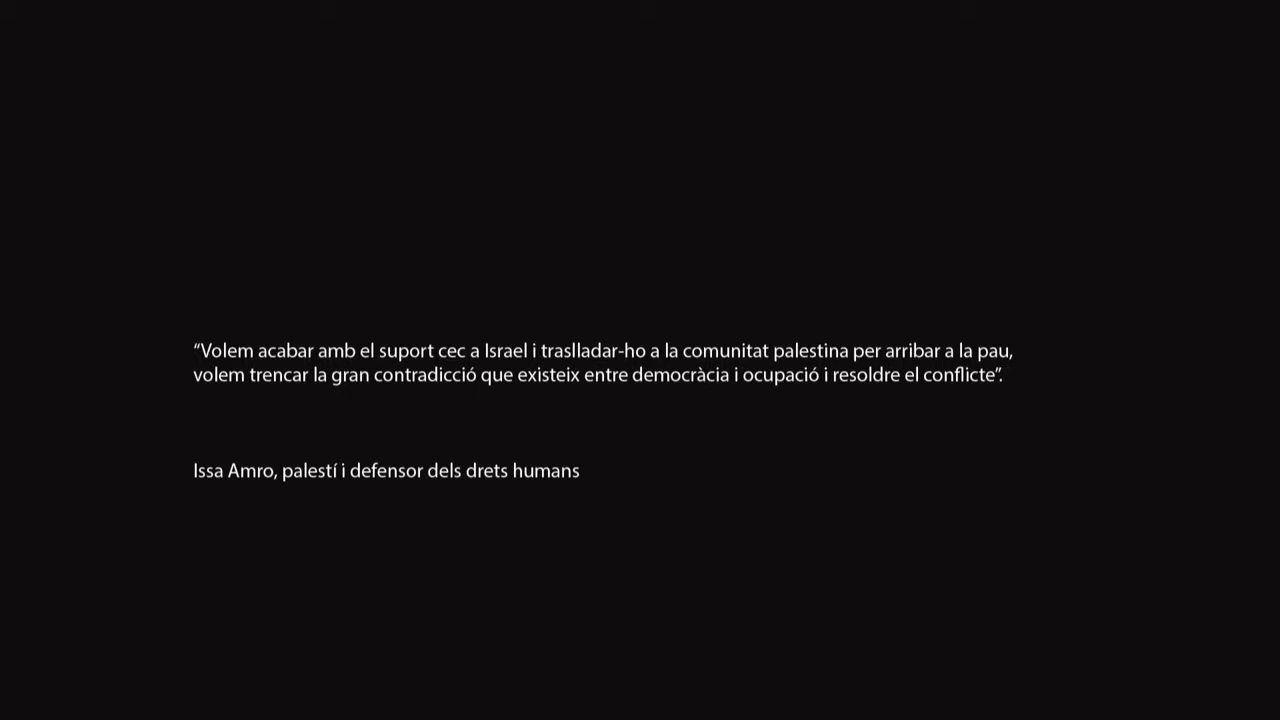 “Volem acabar amb el suport cec a Israel i traslladar-ho a la comunitat palestina per arribar a la pau,
volem trencar la gran contradicció que existeix entre democràcia i ocupació i resoldre el conflicte”.
Issa Amro, palestí i defensor dels drets humans